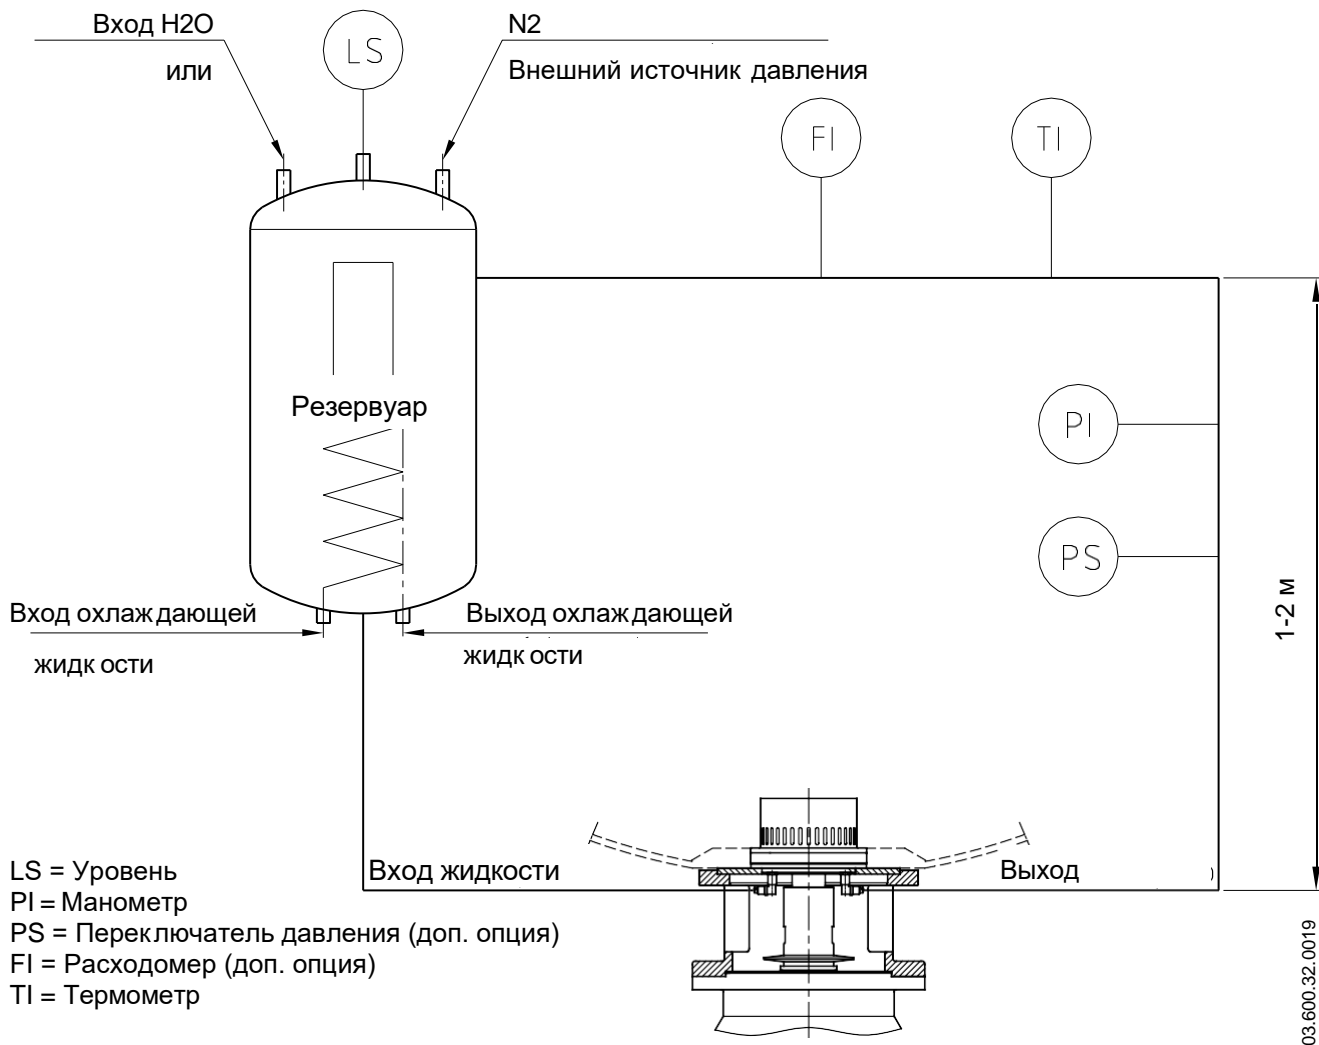 Вход H2O
или
LS
N2
Внешний источник давления
FI
TI
Резервуар
PI
PS
1-2 м
Вход охлаждающей
жидк ости
Выход охлаждающей
жидк ости
Вход жидкости
Выход
)
LS = Уровень
PI = Манометр
PS = Переключатель давления (доп. опция)
FI = Расходомер (доп. опция)
TI = Термометр
03.600.32.0019